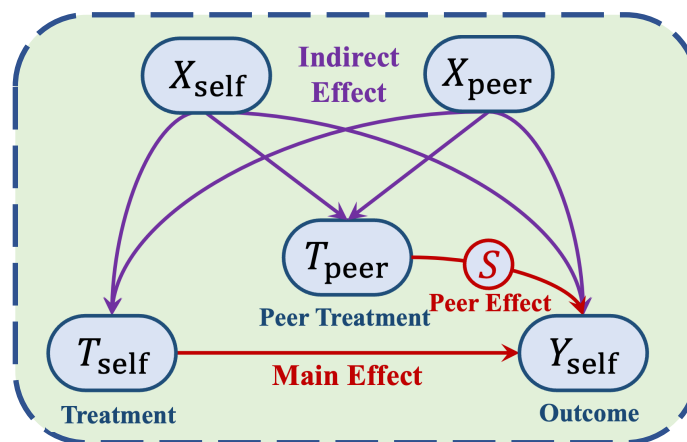 Indirect
Effect
X_self
X_peer
T_peer
S
Peer Treatment
Peer Effect
T_self
Main Effect
Y_self
Treatment
Outcome